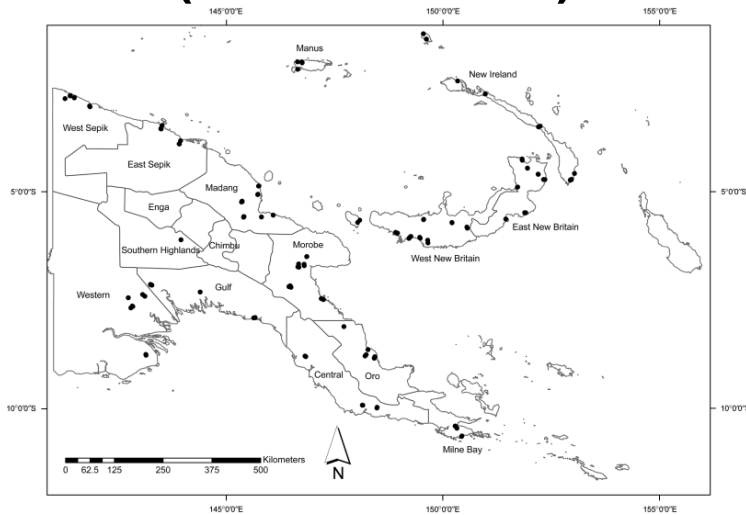 145°0'0"E 150°0'0"E 155°0'0"E
Manus
New Ireland
West Sepik
East Sepik
Madang
5°0'0"S 5°0'0"S
Enga
East New Britain
Southern Highlands Chimbu Morobe
West New Britain
Western Gulf
Central Oro
10°0'0"S 10°0'0"S
Milne Bay
Kilometers
0 62.5 125 250 375 500
N
145°0'0"E 150°0'0"E 155°0'0"E